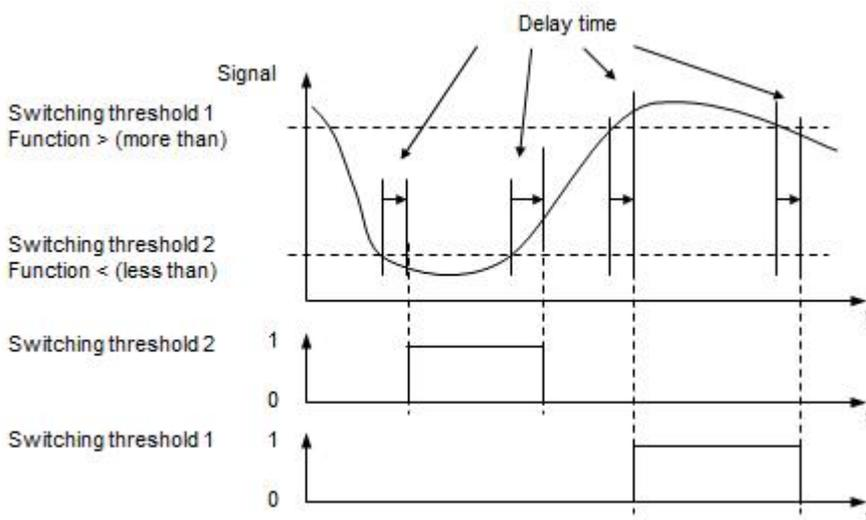 Delay time
Signal
Switching threshold 1
Function > (more than)
Switching threshold 2
Function < (less than)
Switching threshold 2
1
0
Switching threshold 1
1
0